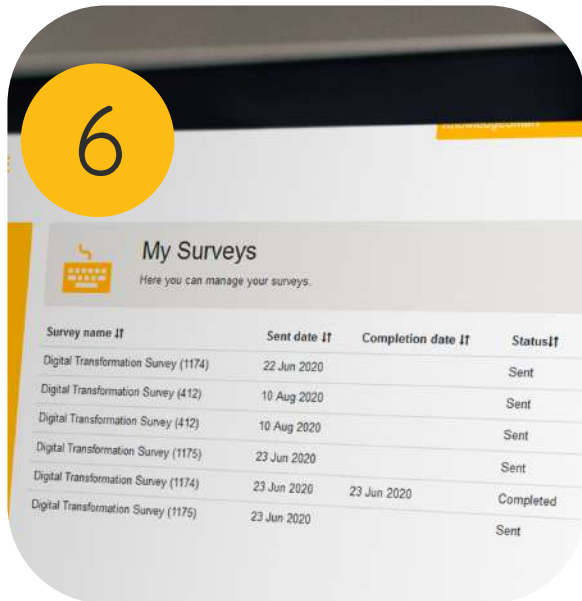 6
My Surveys
Here you can manage your surveys.
Survey name Sent date Completion date Status
Digital Transformation Survey (1174) 22 Jun 2020 Sent
Digital Transformation Survey (412) 10 Aug 2020 Sent
Digital Transformation Survey (412) 10 Aug 2020 Sent
Digital Transformation Survey (1175) 23 Jun 2020 Sent
Digital Transformation Survey (1174) 23 Jun 2020 23 Jun 2020 Completed
Digital Transformation Survey (1175) 23 Jun 2020 Sent